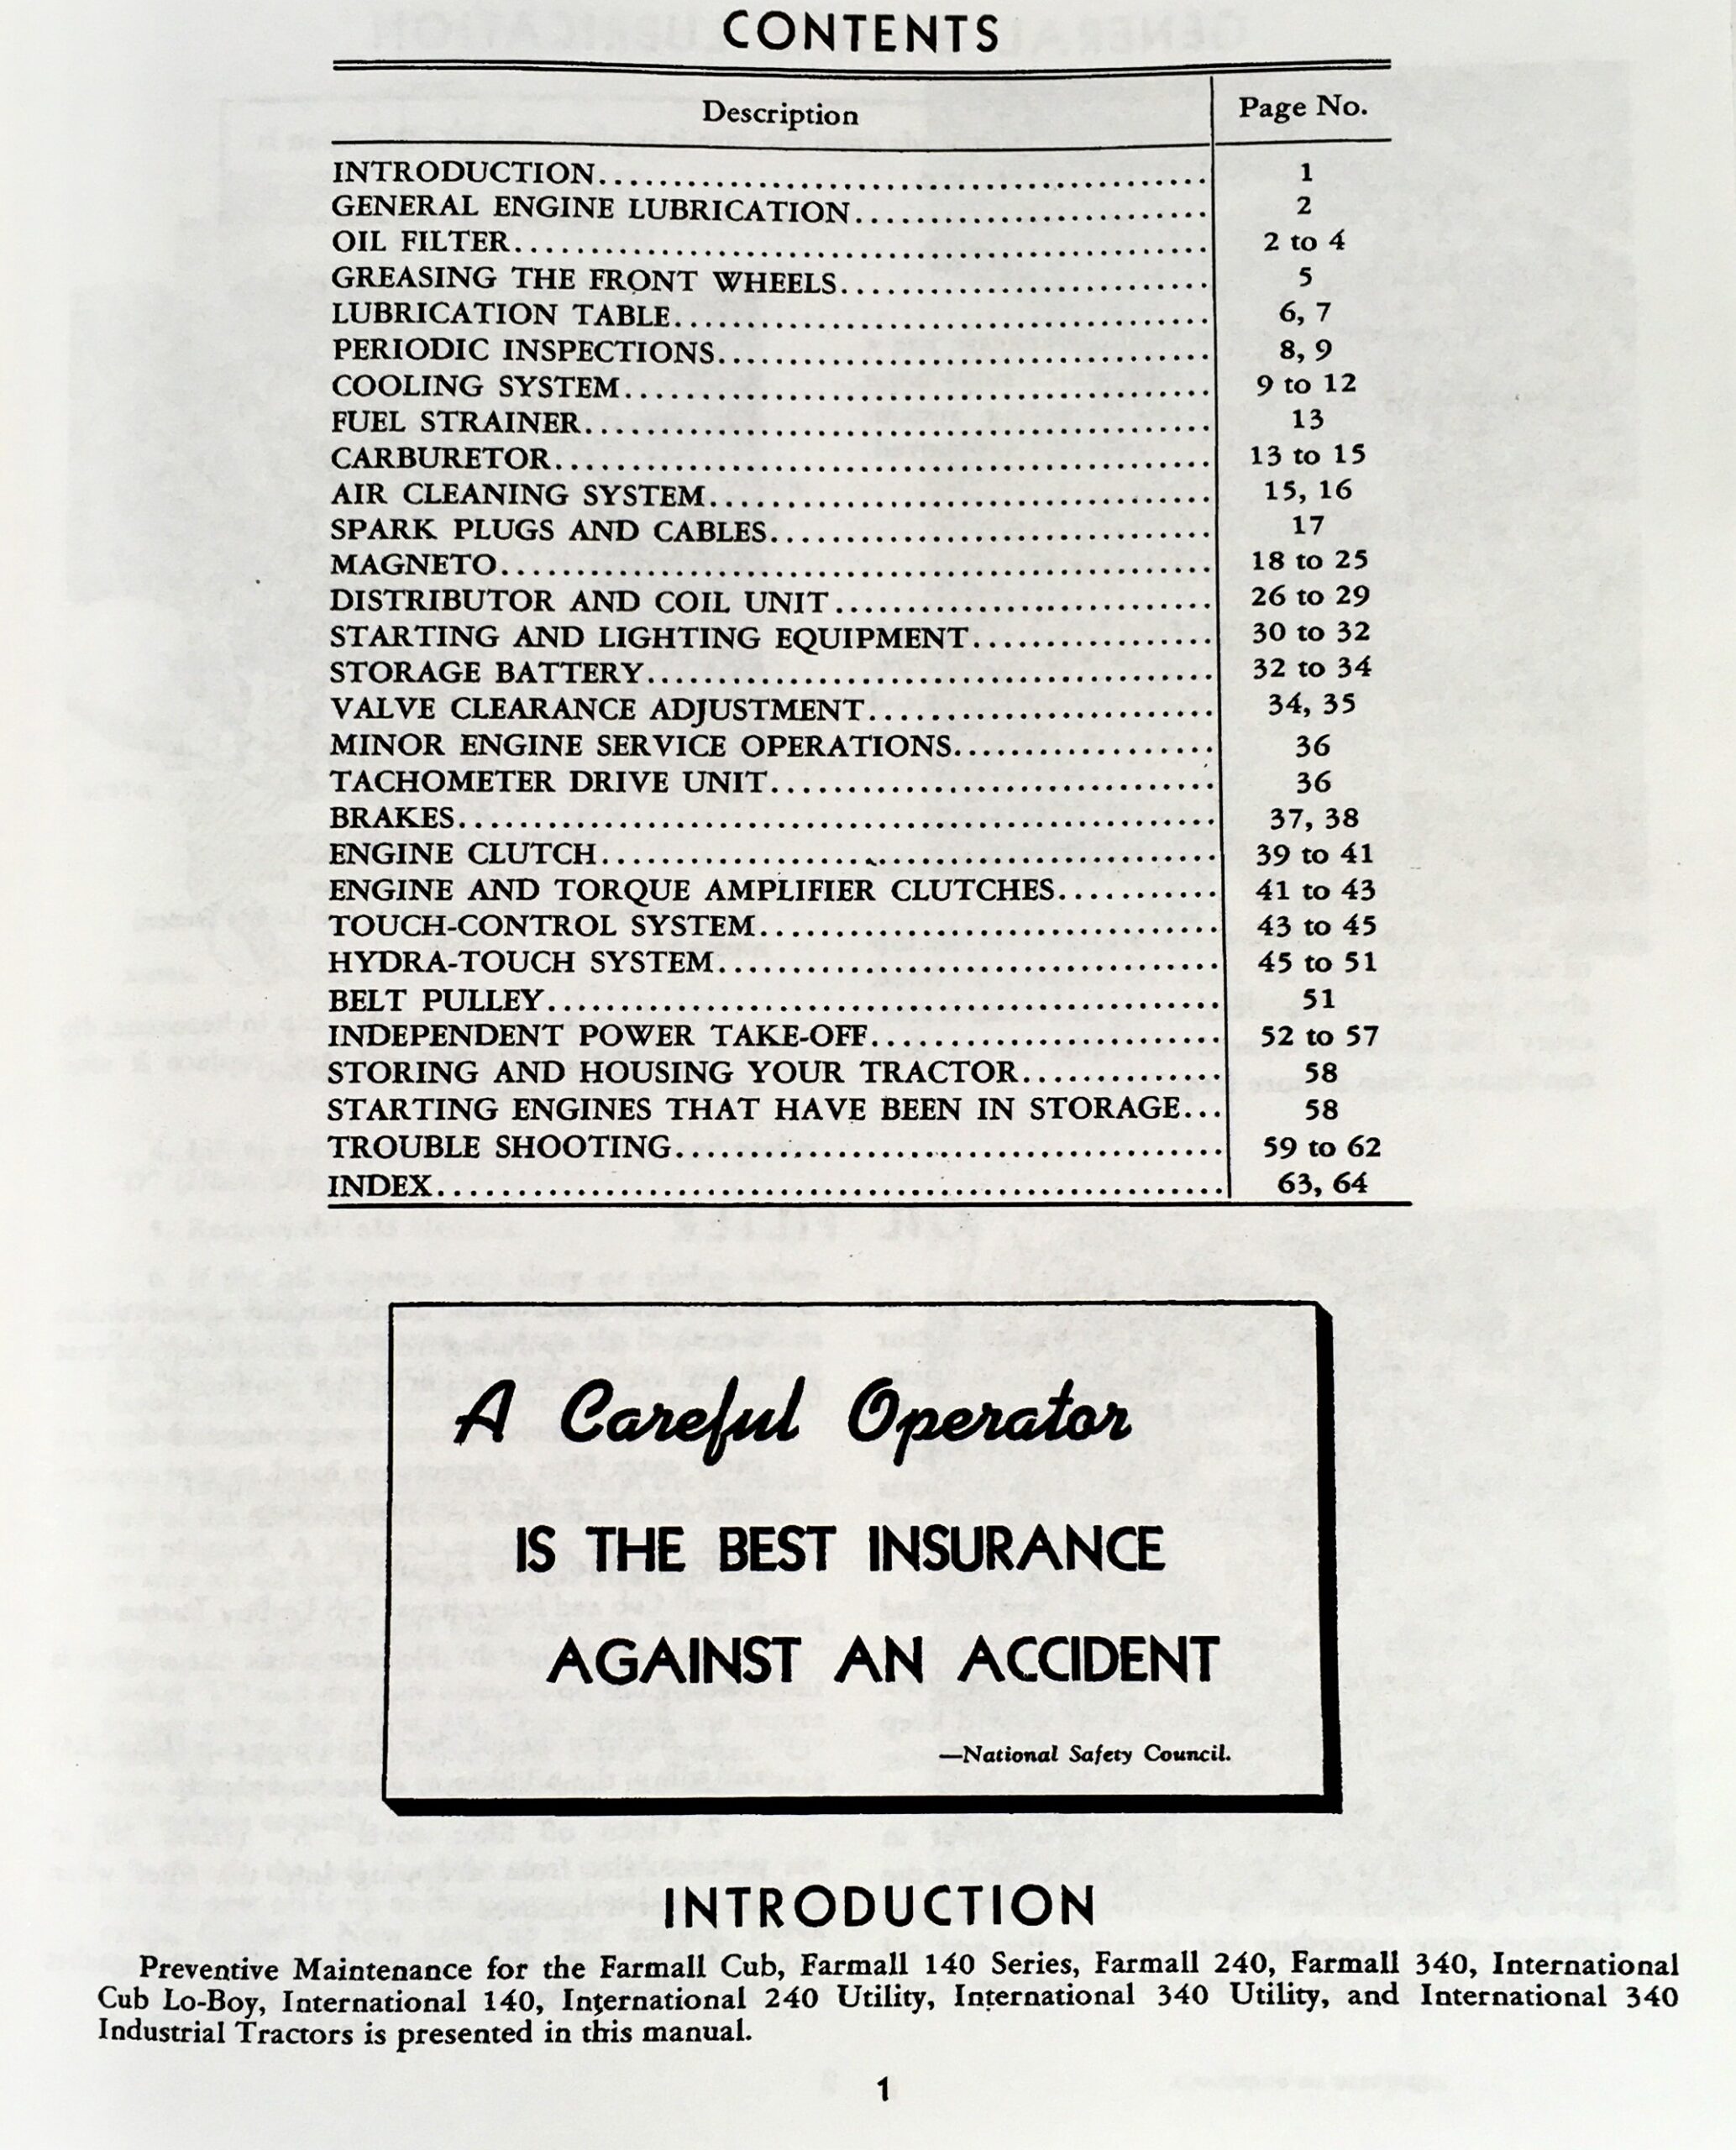 CONTENTS
Description Page No.
INTRODUCTION 1
GENERAL ENGINE LUBRICATION 2
OIL FILTER 2 to 4
GREASING THE FRONT WHEELS 5
LUBRICATION TABLE 6, 7
PERIODIC INSPECTIONS 8, 9
COOLING SYSTEM 9 to 12
FUEL STRAINER 13
CARBURETOR 13 to 15
AIR CLEANING SYSTEM 15, 16
SPARK PLUGS AND CABLES 17
MAGNETO 18 to 25
DISTRIBUTOR AND COIL UNIT 26 to 29
STARTING AND LIGHTING EQUIPMENT 30 to 32
STORAGE BATTERY 32 to 34
VALVE CLEARANCE ADJUSTMENT 34, 35
MINOR ENGINE SERVICE OPERATIONS 36
TACHOMETER DRIVE UNIT 36
BRAKES 37, 38
ENGINE CLUTCH 39 to 41
ENGINE AND TORQUE AMPLIFIER CLUTCHES 41 to 43
TOUCH-CONTROL SYSTEM 43 to 45
HYDRA-TOUCH SYSTEM 45 to 51
BELT PULLEY 51
INDEPENDENT POWER TAKE-OFF 52 to 57
STORING AND HOUSING YOUR TRACTOR 58
STARTING ENGINES THAT HAVE BEEN IN STORAGE 58
TROUBLE SHOOTING 59 to 62
INDEX 63, 64
A Careful Operator
IS THE BEST INSURANCE
AGAINST AN ACCIDENT
—National Safety Council.
INTRODUCTION
Preventive Maintenance for the Farmall Cub, Farmall 140 Series, Farmall 240, Farmall 340, International
Cub Lo-Boy, International 140, International 240 Utility, International 340 Utility, and International 340
Industrial Tractors is presented in this manual.
1